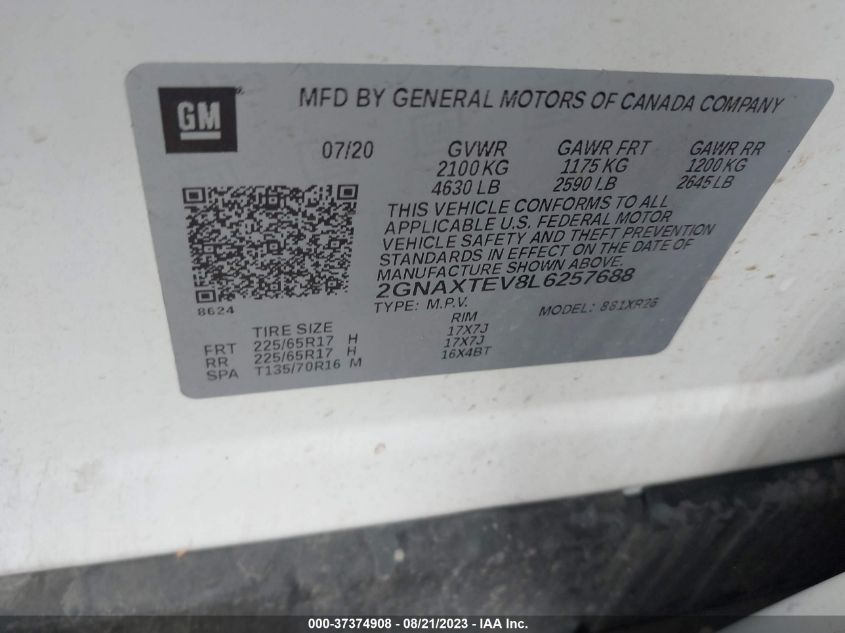 GM
MFD BY GENERAL MOTORS OF CANADA COMPANY
07/20 GVWR GAWR FRT GAWR RR
2100 KG 1175 KG 1200 KG
4630 LB 2590 LB 2645 LB
THIS VEHICLE CONFORMS TO ALL
APPLICABLE U.S. FEDERAL MOTOR
VEHICLE SAFETY AND THEFT PREVENTION
STANDARDS IN EFFECT ON THE DATE OF
MANUFACTURE SHOWN ABOVE.
2GNAXTEV8L6257688
TYPE: M.P.V. MODEL:
8624
TIRE SIZE RIM
FRT 225/65R17 H 17X7J
RR 225/65R17 H 17X7J
SPA T135/70R16 M 16X4BT
000-37374908 - 08/21/2023 - IAA Inc.